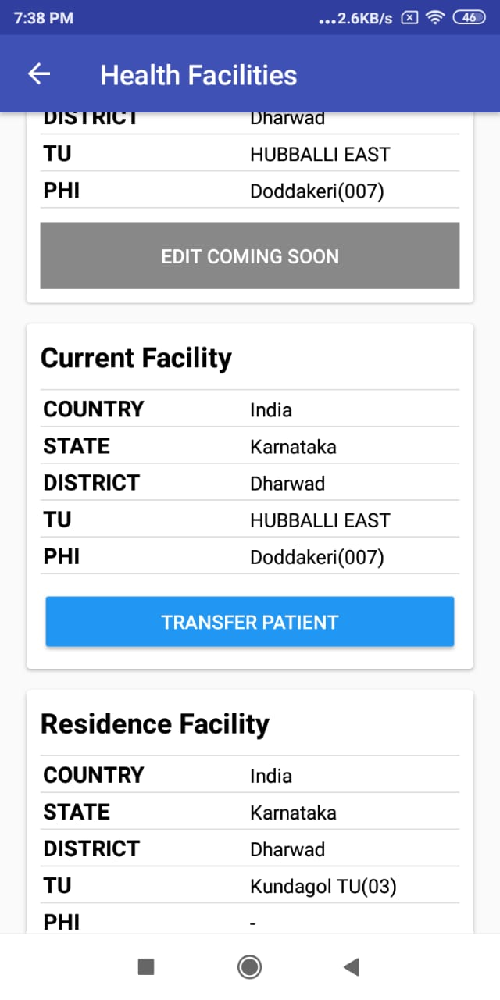 7:38 PM ...2.6KB/s 46
Health Facilities
DISTRICT Dharwad
TU HUBBALLI EAST
PHI Doddakeri(007)
EDIT COMING SOON
Current Facility
COUNTRY India
STATE Karnataka
DISTRICT Dharwad
TU HUBBALLI EAST
PHI Doddakeri(007)
TRANSFER PATIENT
Residence Facility
COUNTRY India
STATE Karnataka
DISTRICT Dharwad
TU Kundagol TU(03)
PHI -